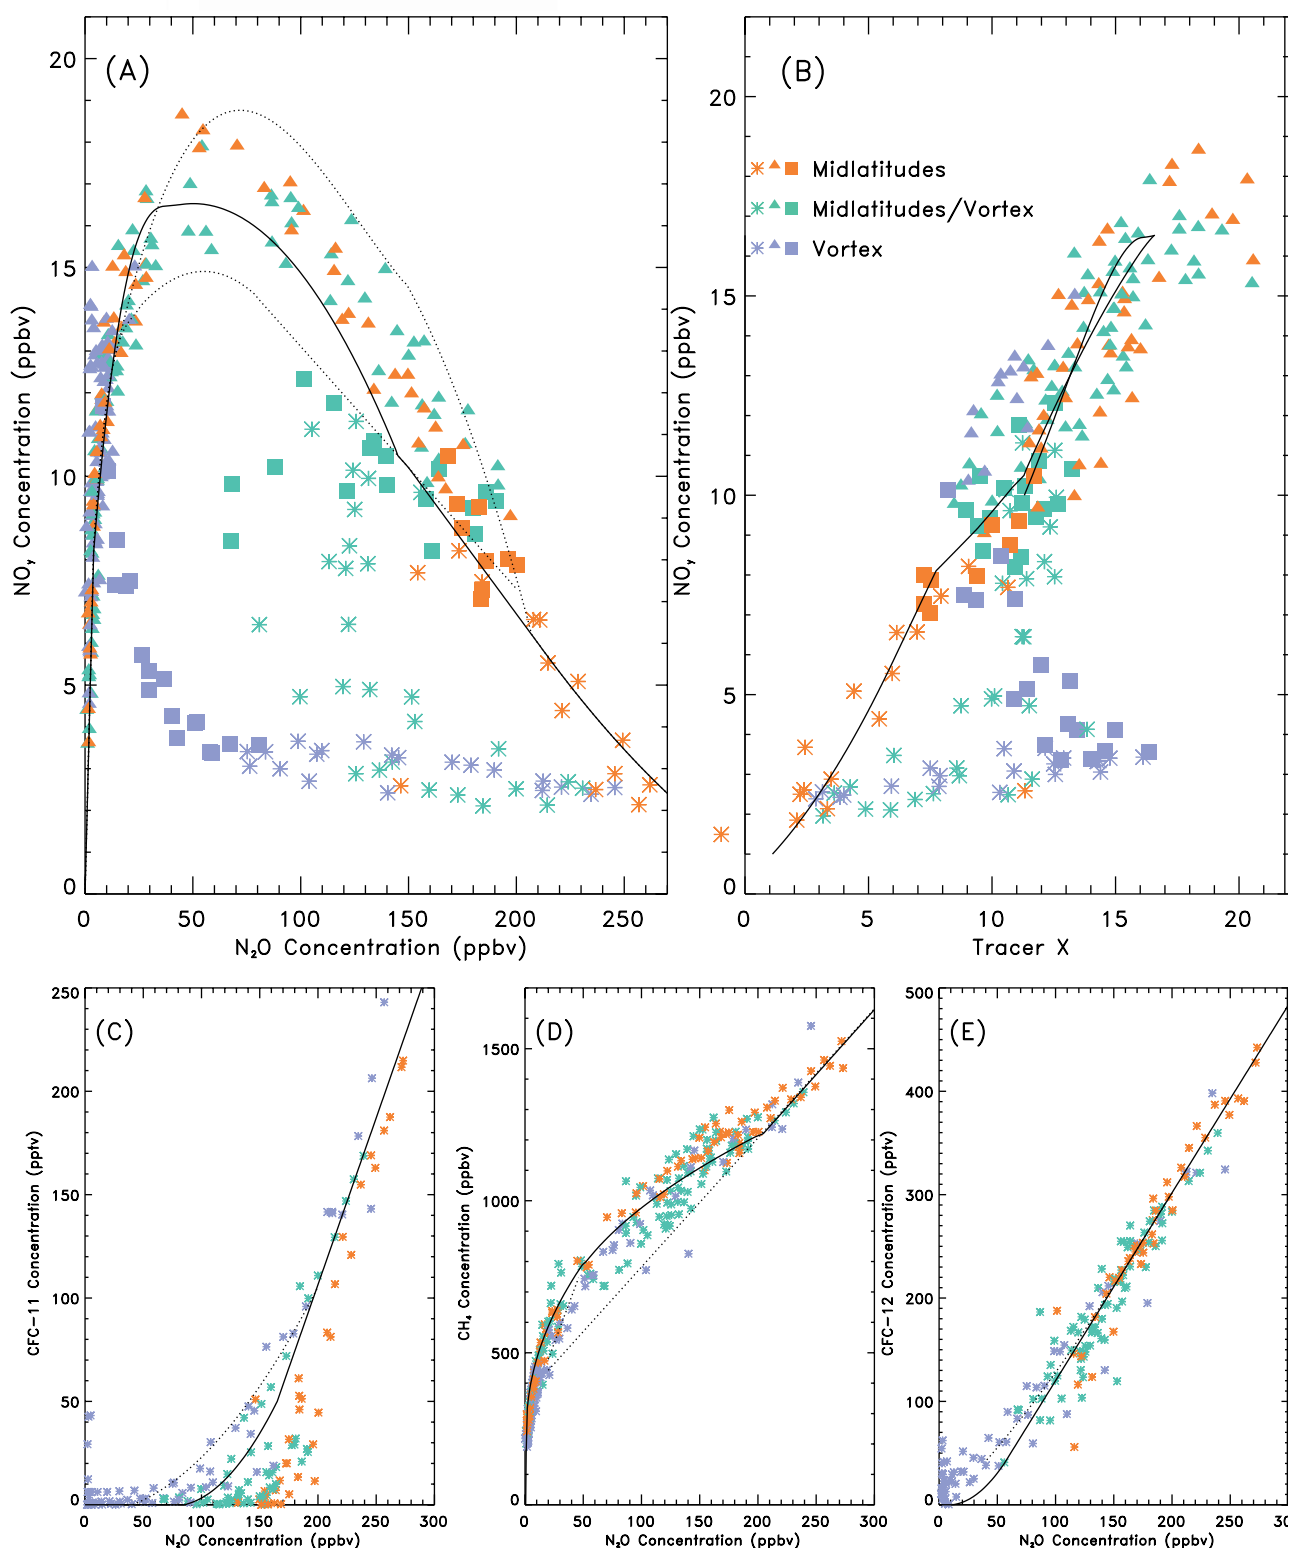 (A)
20
15
10
5
0
0 50 100 150 200 250
N₂O Concentration (ppbv)
NOy Concentration (ppbv)
(B)
20
15
10
5
0
Midlatitudes
Midlatitudes/Vortex
Vortex
0 5 10 15 20
Tracer X
NOy Concentration (ppbv)
(C)
250
200
150
100
50
0
0 50 100 150 200 250 300
N₂O Concentration (ppbv)
CFC-11 Concentration (pptv)
(D)
1500
1000
500
0
0 50 100 150 200 250 300
N₂O Concentration (ppbv)
CH₄ Concentration (ppbv)
(E)
500
400
300
200
100
0
0 50 100 150 200 250 300
N₂O Concentration (ppbv)
CFC-12 Concentration (pptv)